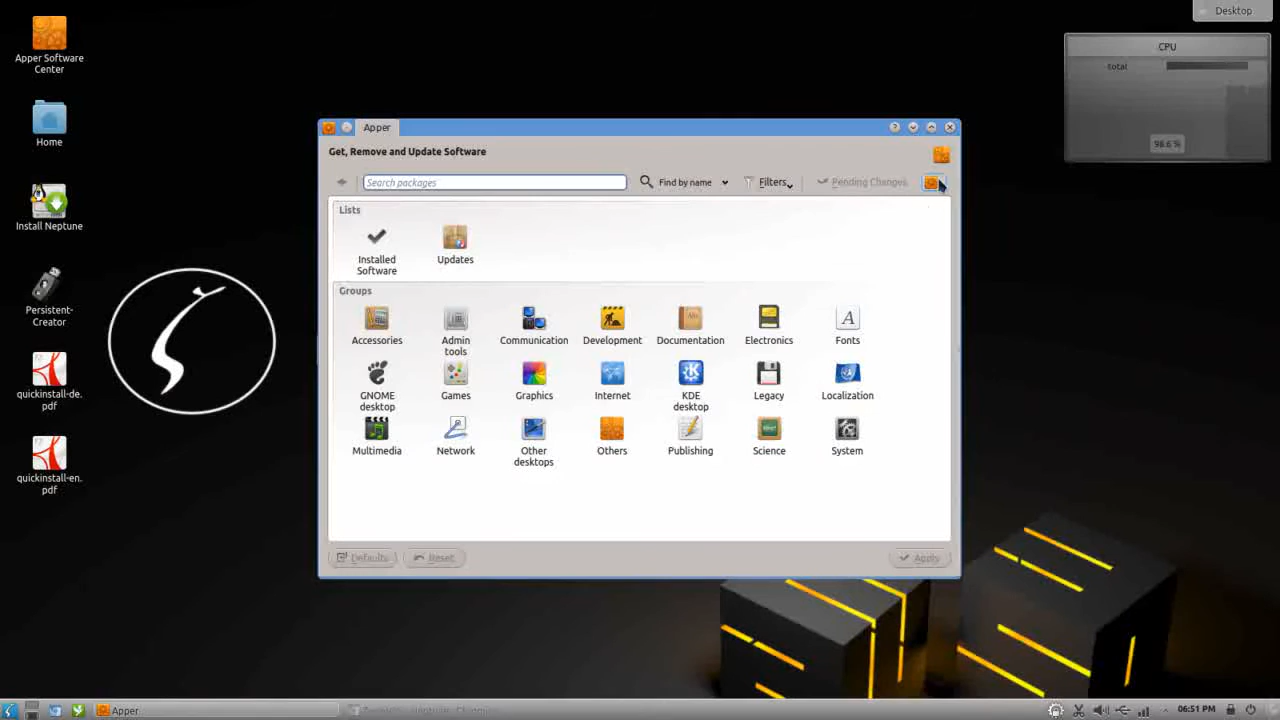 Desktop
Apper Software
Center
Home
Install Neptune
Persistent-
Creator
quickinstall-de.
pdf
quickinstall-en.
pdf
CPU
total
98.6 %
Apper
Get, Remove and Update Software
Search packages
Find by name
Filters
Pending Changes
Lists
Installed
Software
Updates
Groups
Accessories
Admin
tools
Communication
Development
Documentation
Electronics
Fonts
GNOME
desktop
Games
Graphics
Internet
KDE
desktop
Legacy
Localization
Multimedia
Network
Other
desktops
Others
Publishing
Science
System
Defaults
Reset
Apply
Apper
06:51 PM